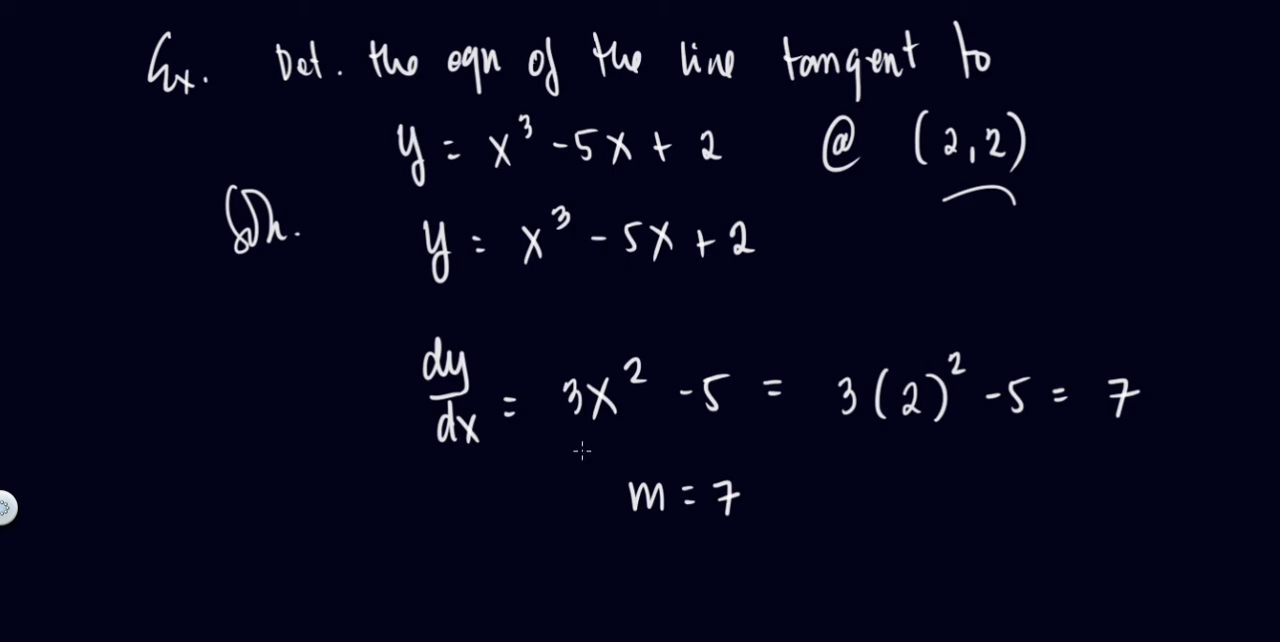 Ex. Det. the eqn of the line tangent to
y = x³ - 5x + 2 @ (2,2)
Soln. y = x³ - 5x + 2
dy/dx = 3x² - 5 = 3(2)² - 5 = 7
m = 7